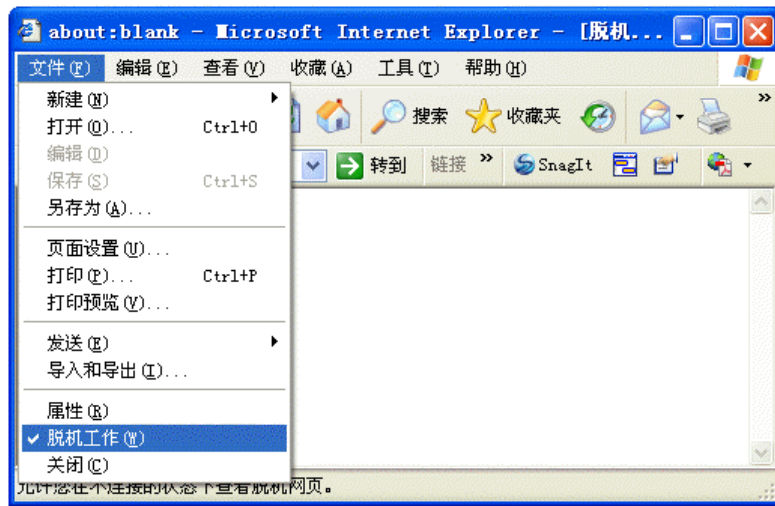 about:blank - Microsoft Internet Explorer - [脱机...
文件(F) 编辑(E) 查看(V) 收藏(A) 工具(T) 帮助(H)
搜索 收藏夹 »
转到 链接 » SnagIt
新建(N)
打开(O)... Ctrl+O
编辑(D)
保存(S) Ctrl+S
另存为(A)...
页面设置(U)...
打印(P)... Ctrl+P
打印预览(V)...
发送(E)
导入和导出(I)...
属性(R)
脱机工作(W)
关闭(C)
允许您在不连接的状态下查看脱机网页。